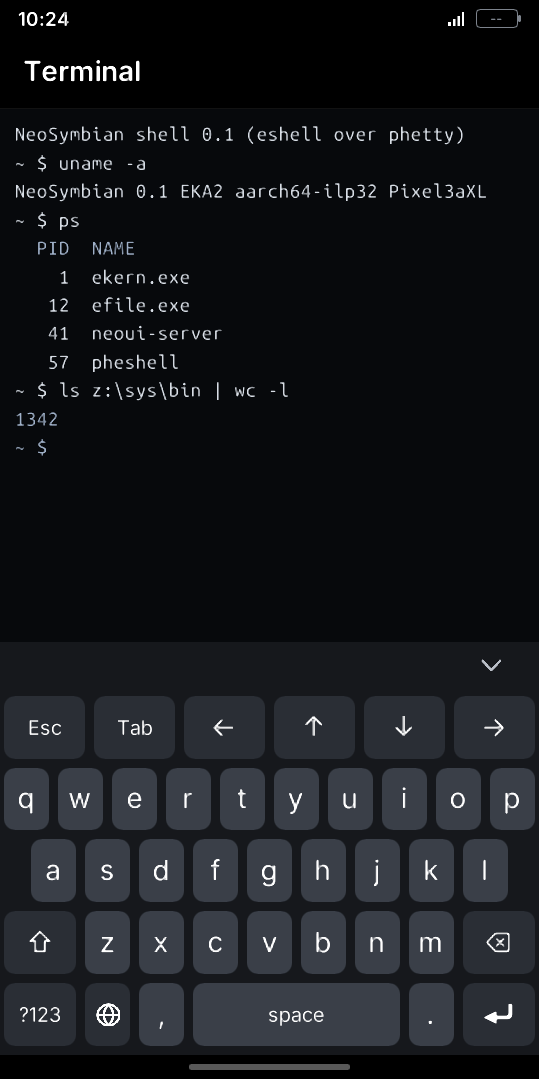 10:24
--
Terminal
NeoSymbian shell 0.1 (eshell over phetty)
~ $ uname -a
NeoSymbian 0.1 EKA2 aarch64-ilp32 Pixel3aXL
~ $ ps
  PID  NAME
    1  ekern.exe
   12  efile.exe
   41  neoui-server
   57  pheshell
~ $ ls z:\sys\bin | wc -l
1342
~ $
Esc Tab ← ↑ ↓ →
q w e r t y u i o p
a s d f g h j k l
z x c v b n m
?123 , space .